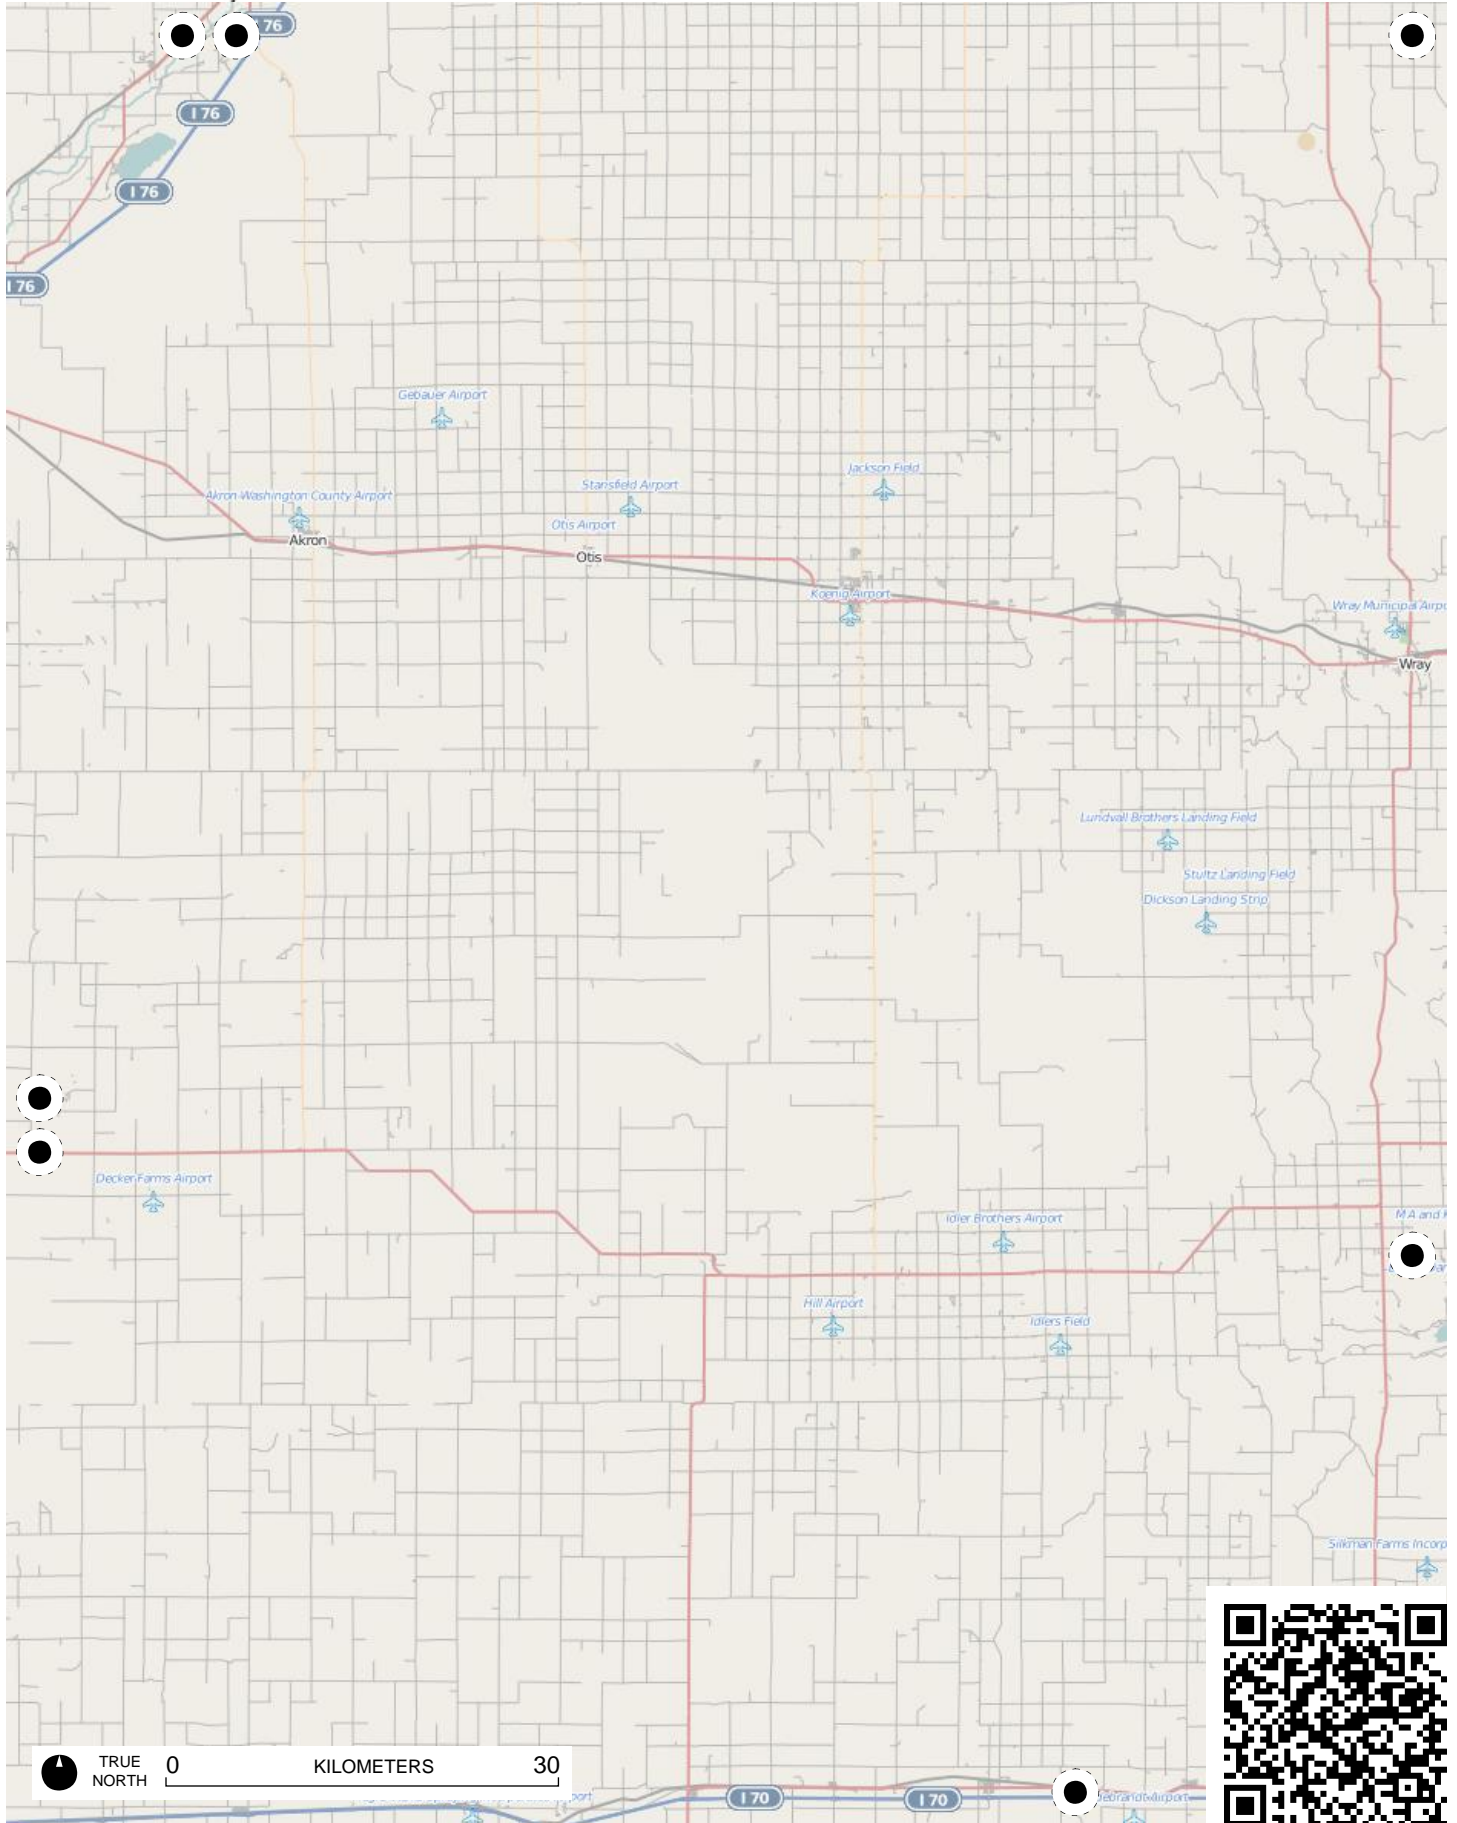 76
I 76
I 76
I 76
Gebauer Airport
Jackson Field
Stansfield Airport
Akron-Washington County Airport
Otis Airport
Akron
Otis
Koenig Airport
Wray Municipal
Wray
Lundvall Brothers Landing Field
Stultz Landing Field
Dickson Landing Strip
Decker Farms Airport
M A and
Idler Brothers Airport
Hill Airport
Idlers Field
Silkman Farms
TRUE
NORTH
0 KILOMETERS 30
I 70
I 70
Airport